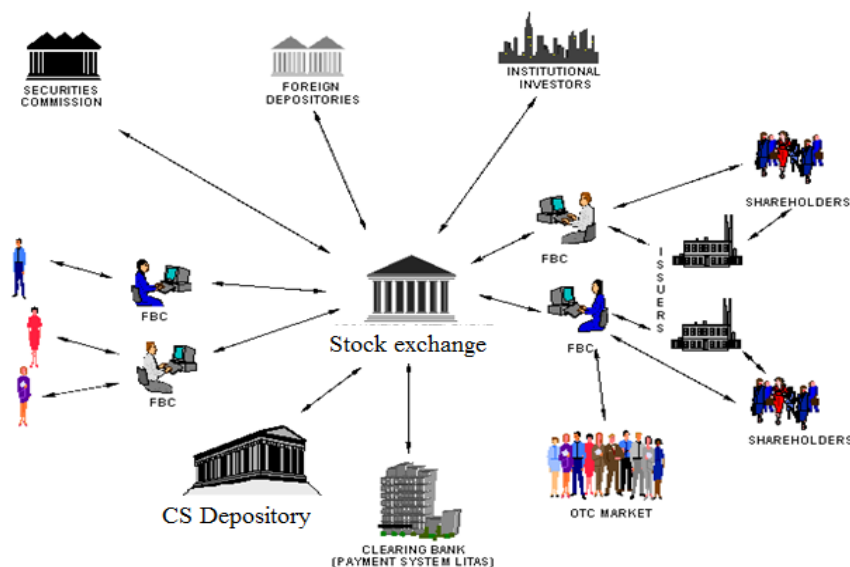 SECURITIES
COMMISSION
FOREIGN
DEPOSITORIES
INSTITUTIONAL
INVESTORS
SHAREHOLDERS
FBC
ISSUERS
FBC
Stock exchange
FBC
FBC
SHAREHOLDERS
CS Depository
OTC MARKET
CLEARING BANK
(PAYMENT SYSTEM LITAS)